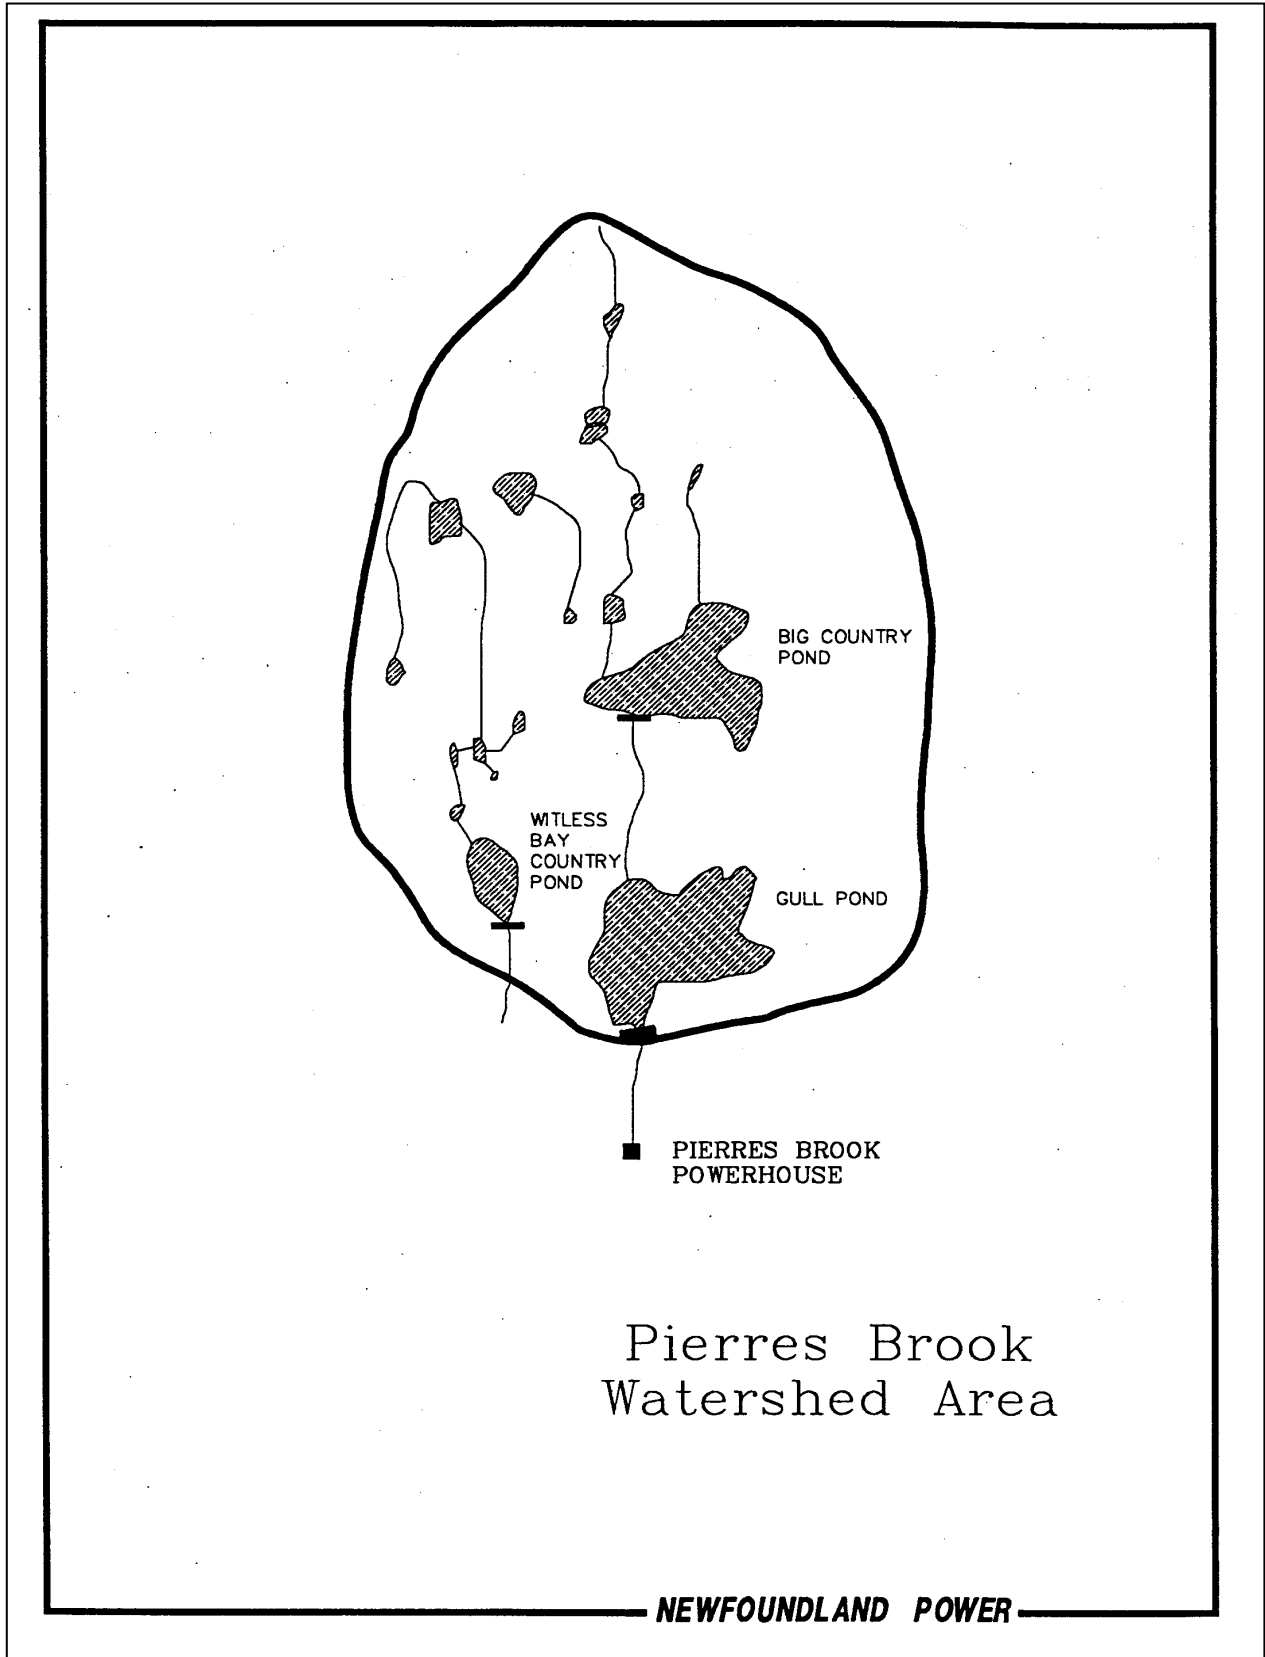 BIG COUNTRY
POND
WITLESS
BAY
COUNTRY
POND
GULL POND
PIERRES BROOK
POWERHOUSE
Pierres Brook
Watershed Area
NEWFOUNDLAND POWER